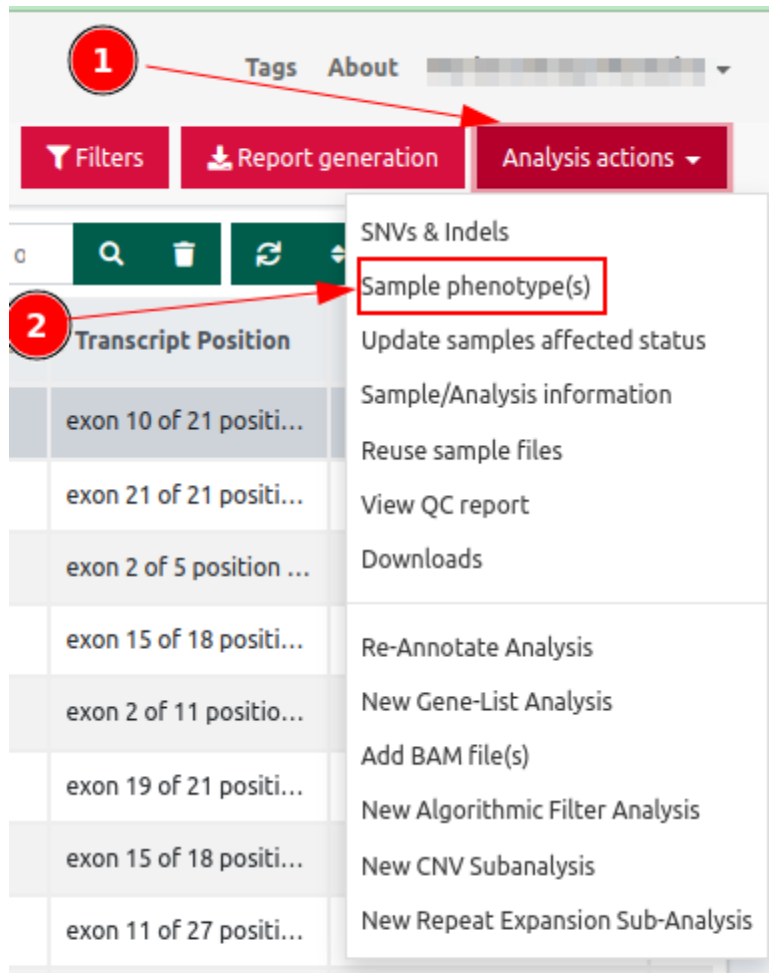 1
Tags About
Filters Report generation Analysis actions
SNVs & Indels
Sample phenotype(s)
2
Transcript Position
Update samples affected status
Sample/Analysis information
exon 10 of 21 positi...
Reuse sample files
exon 21 of 21 positi...
View QC report
exon 2 of 5 position ...
Downloads
exon 15 of 18 positi...
Re-Annotate Analysis
exon 2 of 11 positio...
New Gene-List Analysis
Add BAM file(s)
exon 19 of 21 positi...
New Algorithmic Filter Analysis
exon 15 of 18 positi...
New CNV Subanalysis
exon 11 of 27 positi...
New Repeat Expansion Sub-Analysis